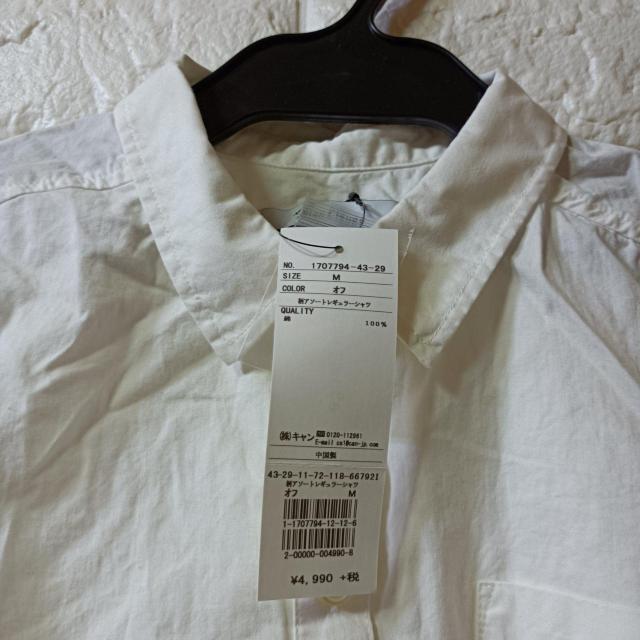 NO. 1707794-43-29
SIZE M
COLOR オフ
刺アソートレギュラーシャツ
QUALITY
綿 100%
㈱キャン 0120-112961
E-mail cs@can-jp.com
中国製
43-29-11-72-118-667921
刺アソートレギュラーシャツ
オフ M
1-1707794-12-12-6
2-00000-004990-8
¥4,990 +税